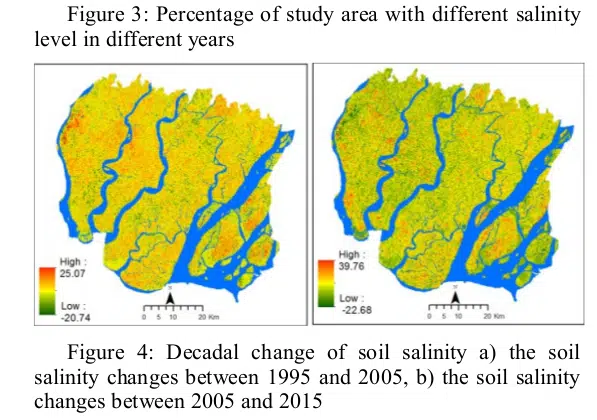 Figure 3: Percentage of study area with different salinity
level in different years
High :
25.07
Low :
-20.74
N
0 5 10 20 Km
High :
39.76
Low :
-22.68
N
0 5 10 20 Km
Figure 4: Decadal change of soil salinity a) the soil
salinity changes between 1995 and 2005, b) the soil salinity
changes between 2005 and 2015